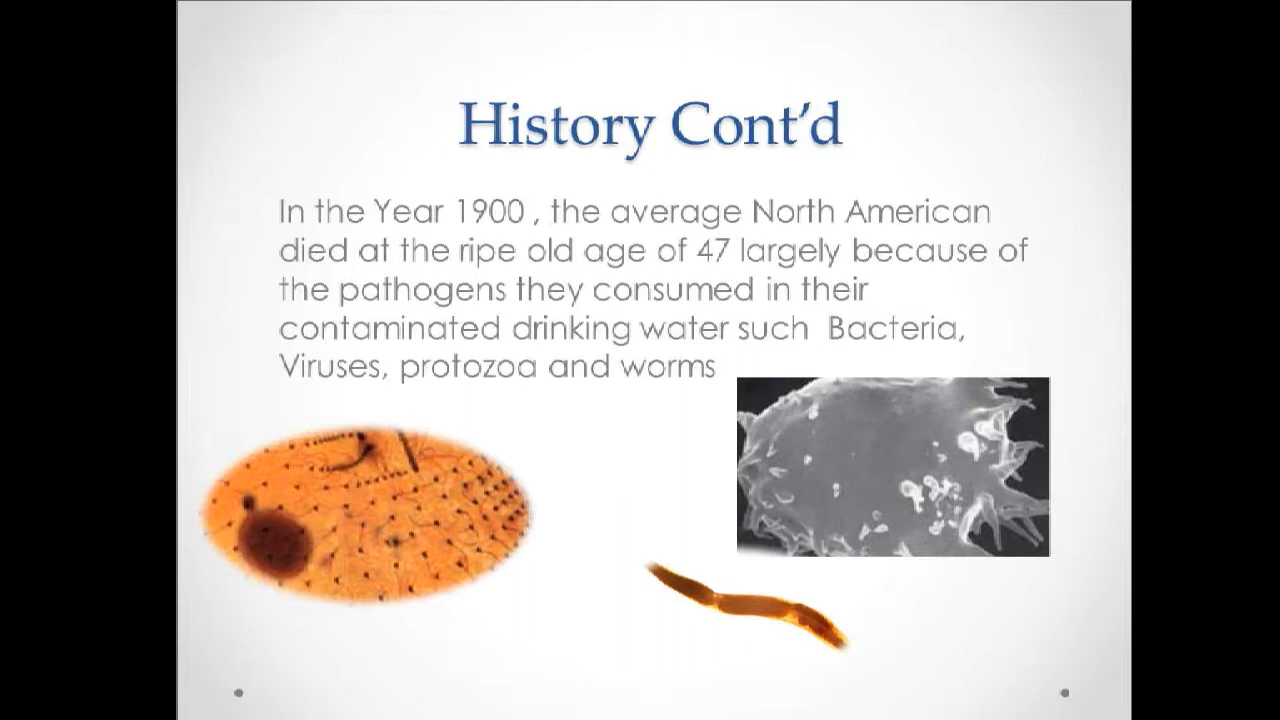 History Cont’d
In the Year 1900 , the average North American
died at the ripe old age of 47 largely because of
the pathogens they consumed in their
contaminated drinking water such  Bacteria,
Viruses, protozoa and worms